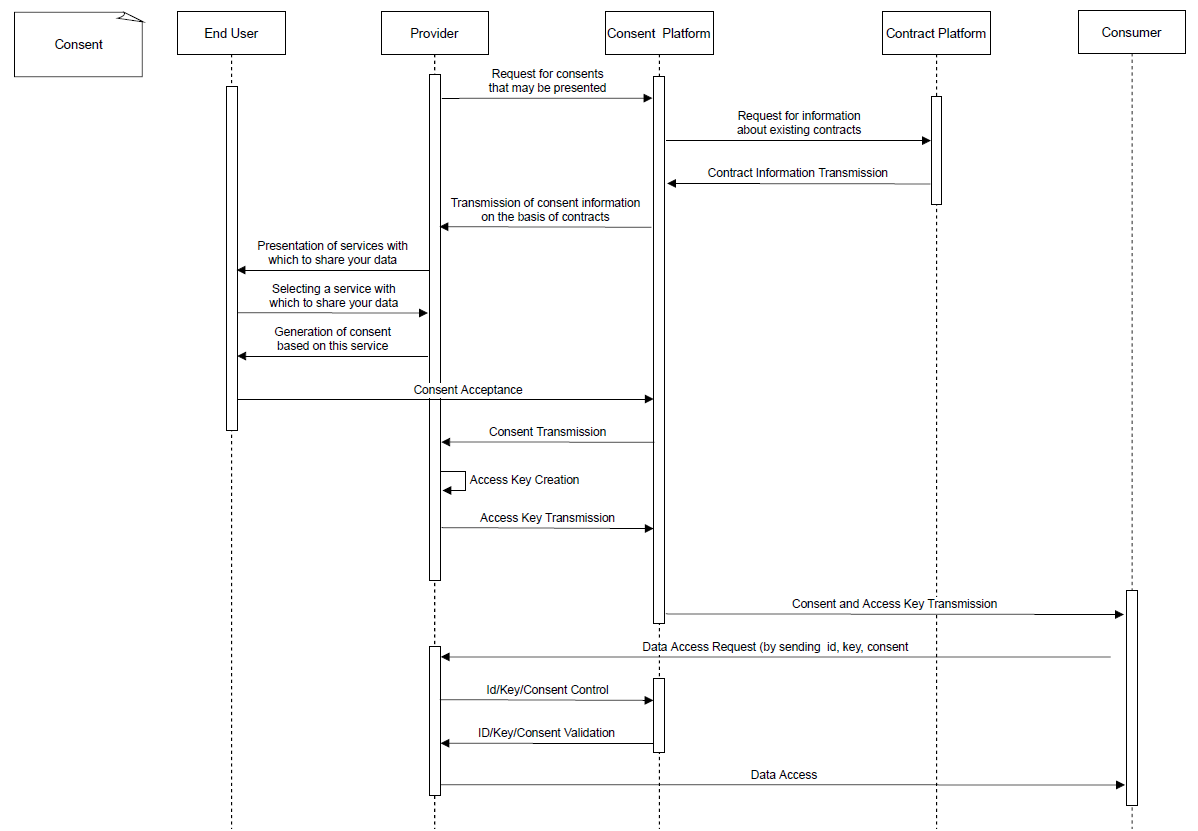 Consent
End User
Provider
Consent  Platform
Contract Platform
Consumer
Request for consents
that may be presented
Request for information
about existing contracts
Contract Information Transmission
Transmission of consent information
on the basis of contracts
Presentation of services with
which to share your data
Selecting a service with
which to share your data
Generation of consent
based on this service
Consent Acceptance
Consent Transmission
Access Key Creation
Access Key Transmission
Consent and Access Key Transmission
Data Access Request (by sending  id, key, consent
Id/Key/Consent Control
ID/Key/Consent Validation
Data Access